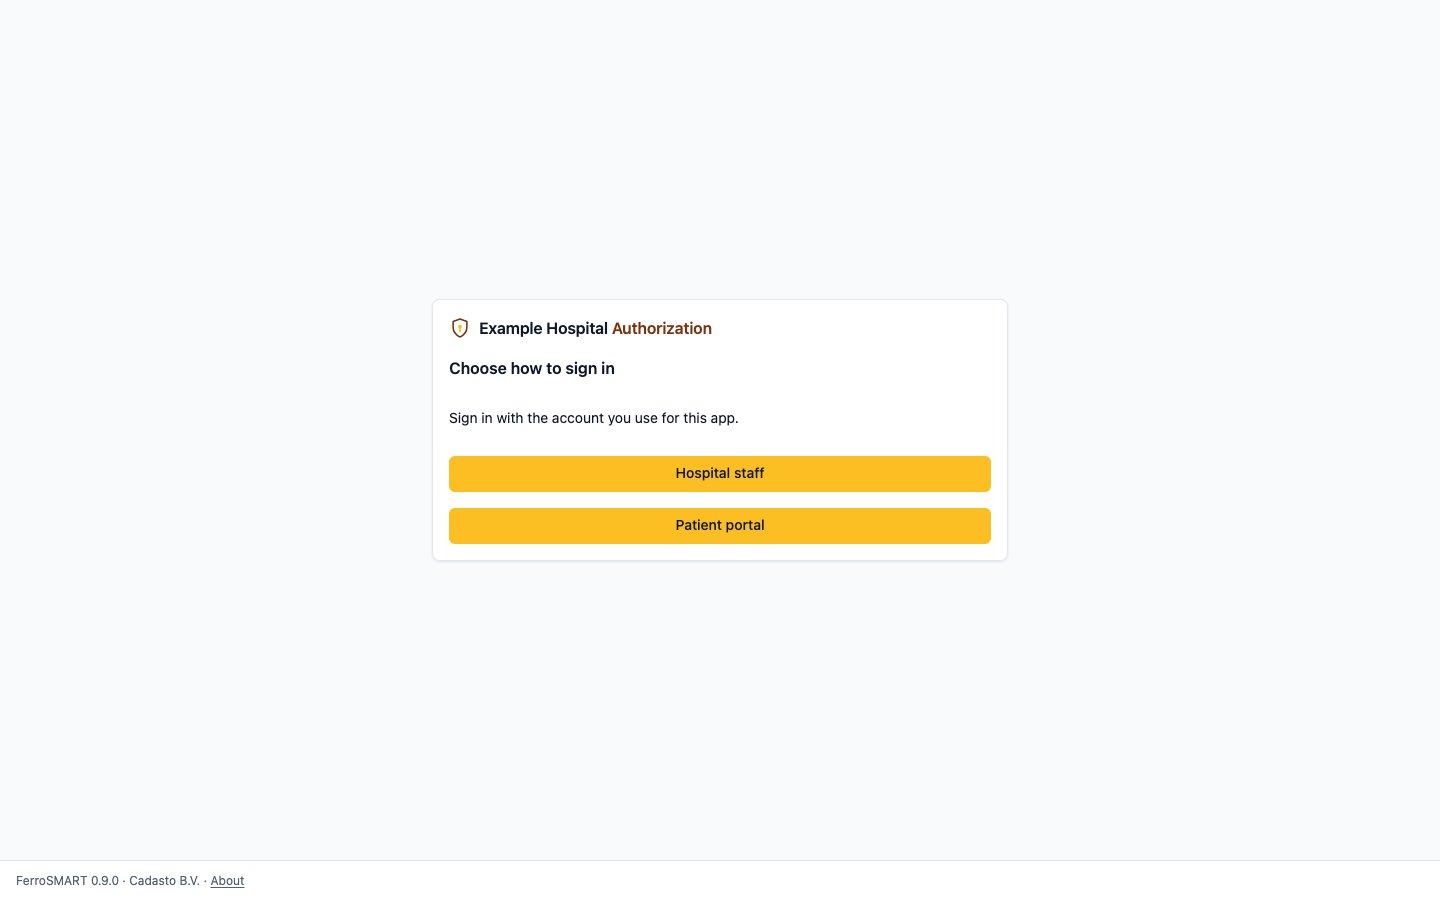 Example Hospital Authorization
Choose how to sign in
Sign in with the account you use for this app.
Hospital staff
Patient portal
FerroSMART 0.9.0 · Cadasto B.V. · About